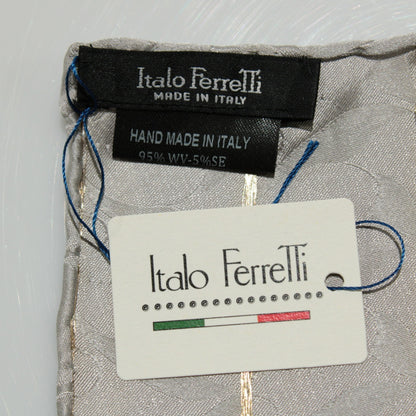 Italo Ferretti
MADE IN ITALY
HAND MADE IN ITALY
95% WV-5%SE
Italo Ferretti